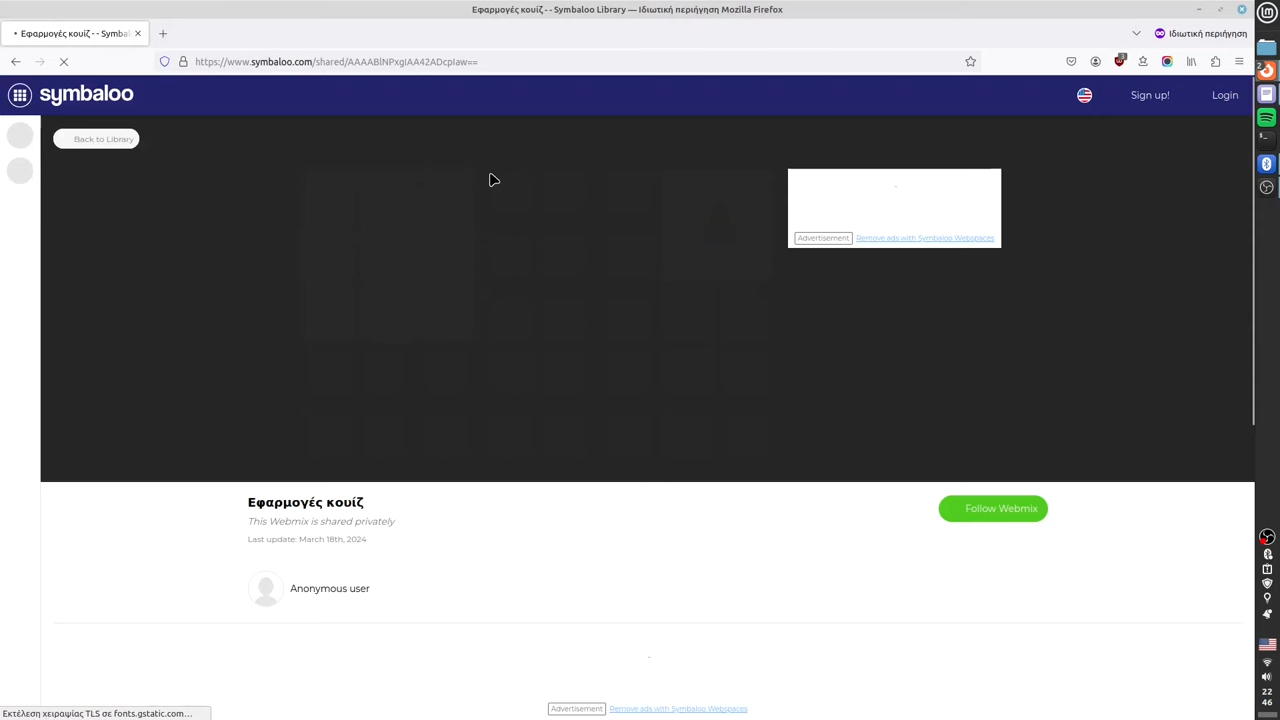 Εφαρμογές κουίζ - - Symbaloo Library — Ιδιωτική περιήγηση Mozilla Firefox
Εφαρμογές κουίζ - - Symba
Ιδιωτική περιήγηση
https://www.symbaloo.com/shared/AAAABlNPxgIAA42ADcpIaw==
2
symbaloo
Sign up!
Login
Back to Library
Advertisement
Remove ads with Symbaloo Webspaces
Εφαρμογές κουίζ
This Webmix is shared privately
Last update: March 18th, 2024
Follow Webmix
Anonymous user
Advertisement
Remove ads with Symbaloo Webspaces
Εκτέλεση χειραψίας TLS σε fonts.gstatic.com…
22
46